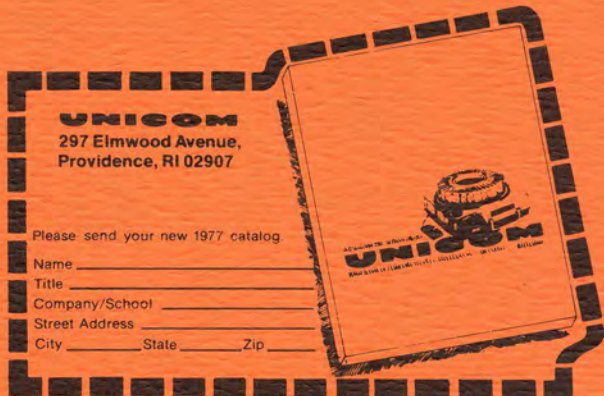 UNICOM
297 Elmwood Avenue,
Providence, RI 02907
Please send your new 1977 catalog.
Name
Title
Company/School
Street Address
City State Zip
UNICOM